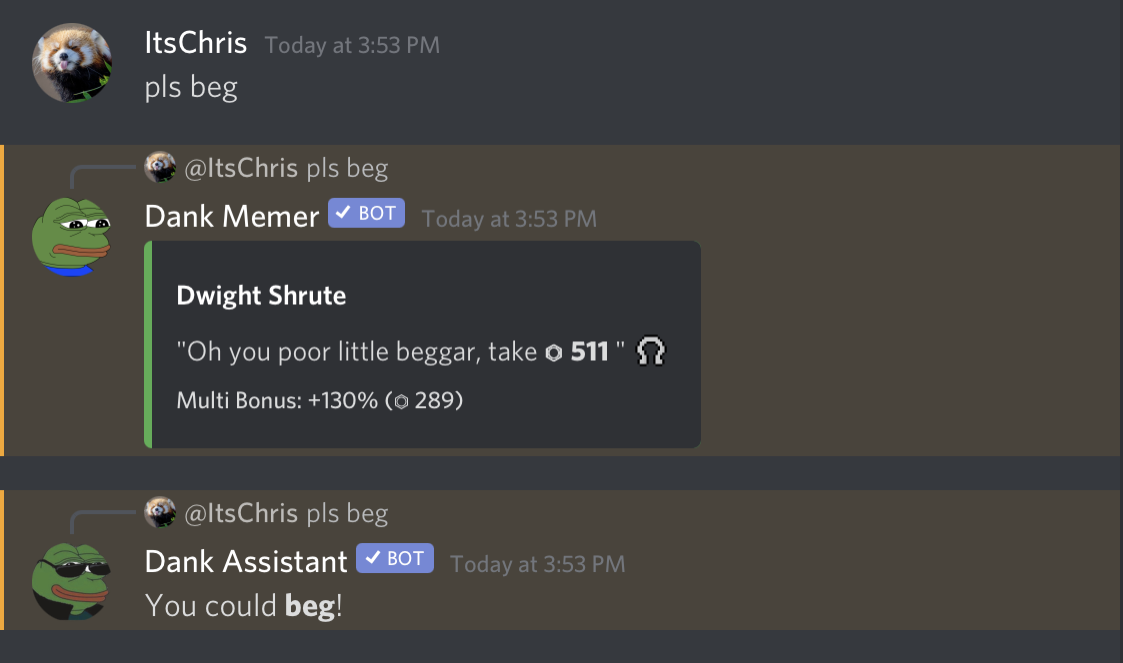 ItsChris Today at 3:53 PM
pls beg
@ItsChris pls beg
Dank Memer BOT Today at 3:53 PM
Dwight Shrute
"Oh you poor little beggar, take 511 "
Multi Bonus: +130% ( 289)
@ItsChris pls beg
Dank Assistant BOT Today at 3:53 PM
You could beg!